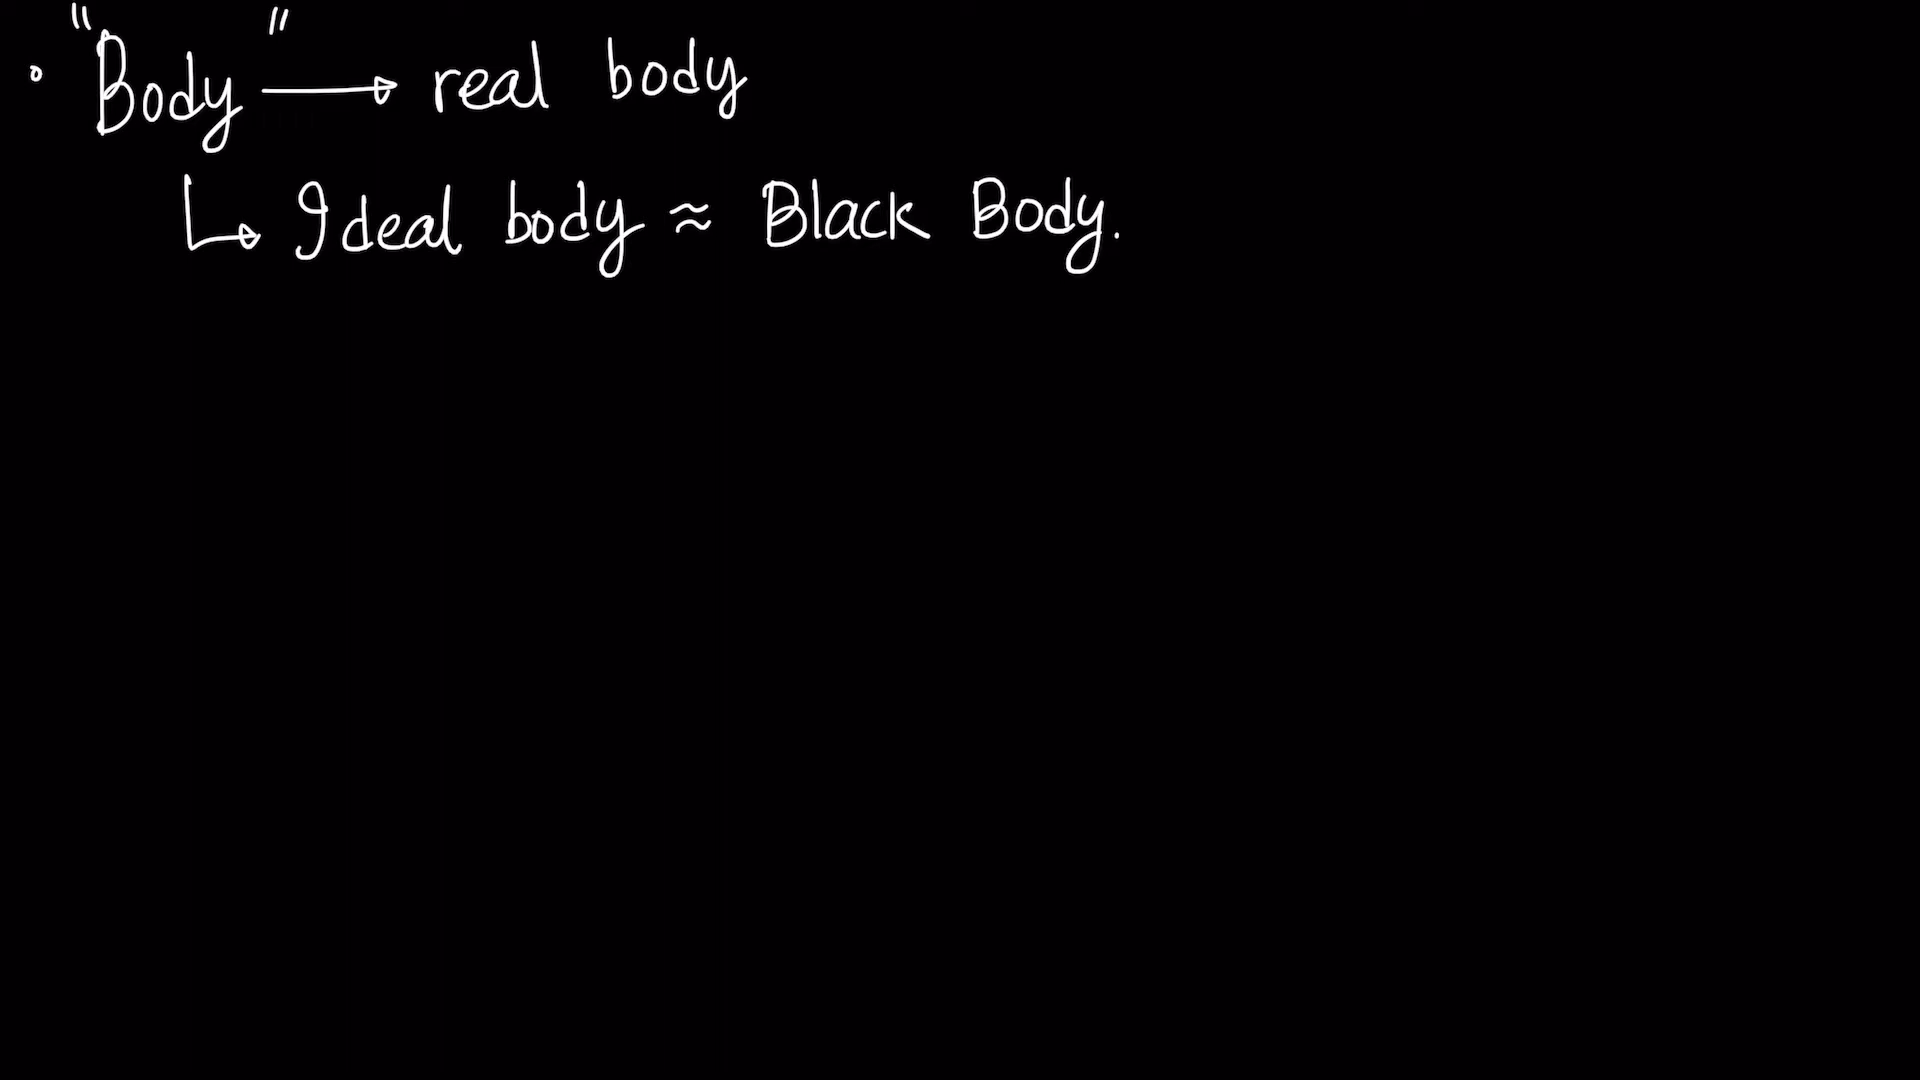 • "Body" → real body
↳ Ideal body ≈ Black Body.